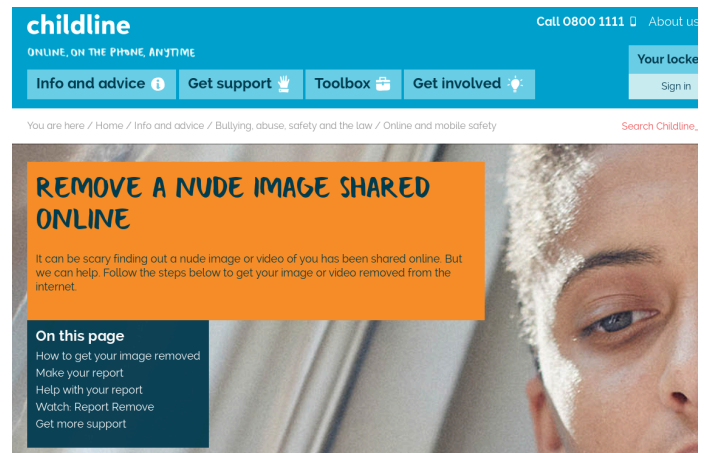 childline
ONLINE, ON THE PHONE, ANYTIME
Call 0800 1111
About us
Your locke
Sign in
Info and advice
Get support
Toolbox
Get involved
You are here / Home / Info and advice / Bullying, abuse, safety and the law / Online and mobile safety
Search Childline,
REMOVE A NUDE IMAGE SHARED
ONLINE
It can be scary finding out a nude image or video of you has been shared online. But
we can help. Follow the steps below to get your image or video removed from the
internet.
On this page
How to get your image removed
Make your report
Help with your report
Watch: Report Remove
Get more support